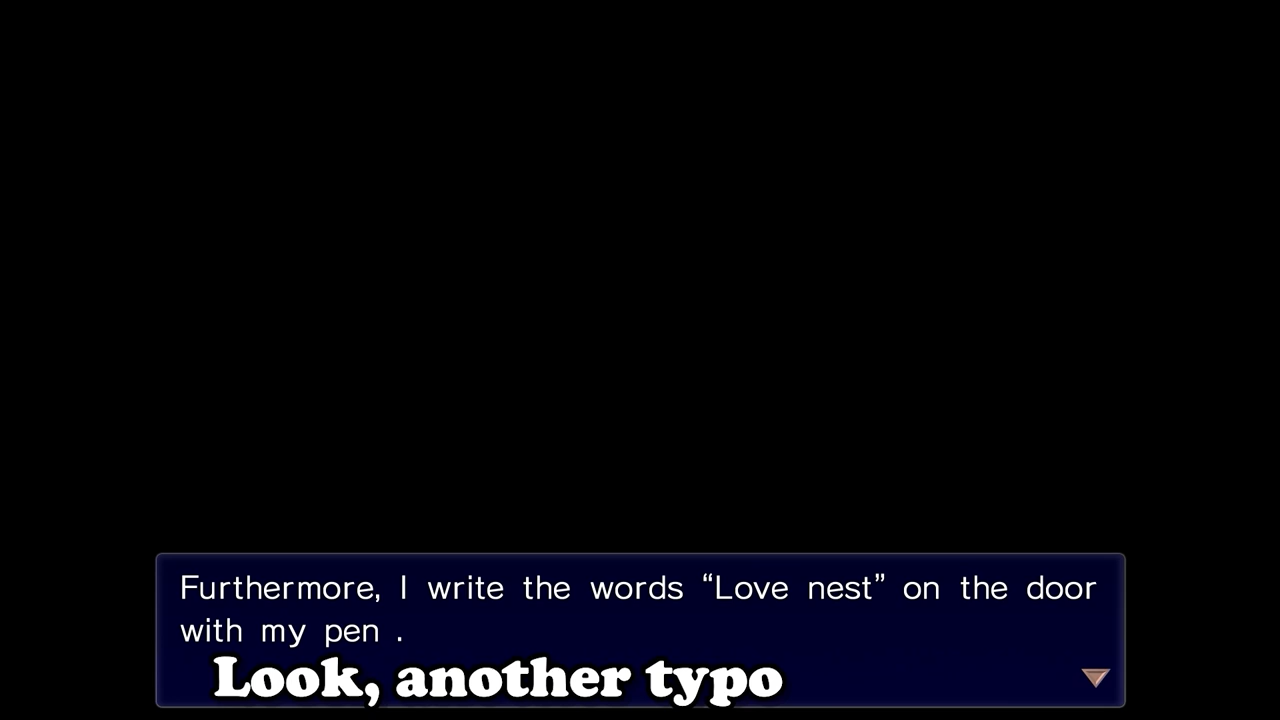 Furthermore, I write the words “Love nest” on the door
with my pen .
Look, another typo